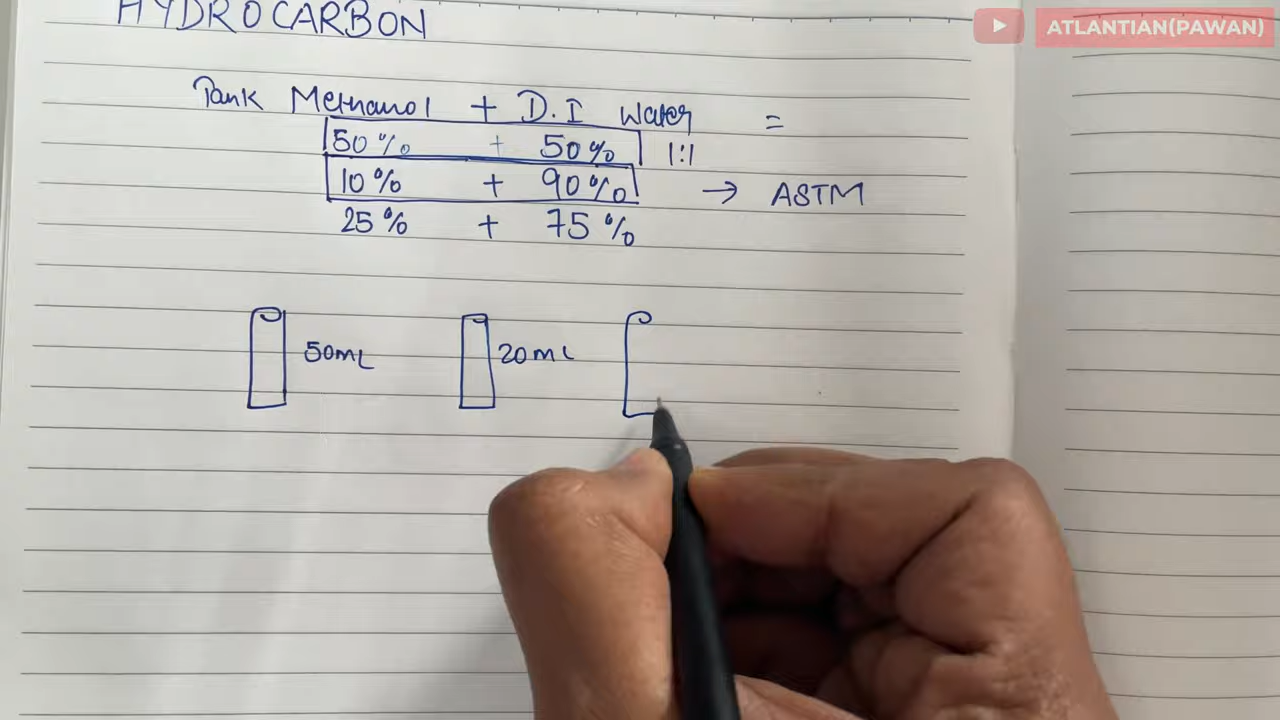 HYDROCARBON
ATLANTIAN(PAWAN)
Tank Methanol + D.I Water =
50% + 50% 1:1
10% + 90% → ASTM
25% + 75%
50mL 20mL